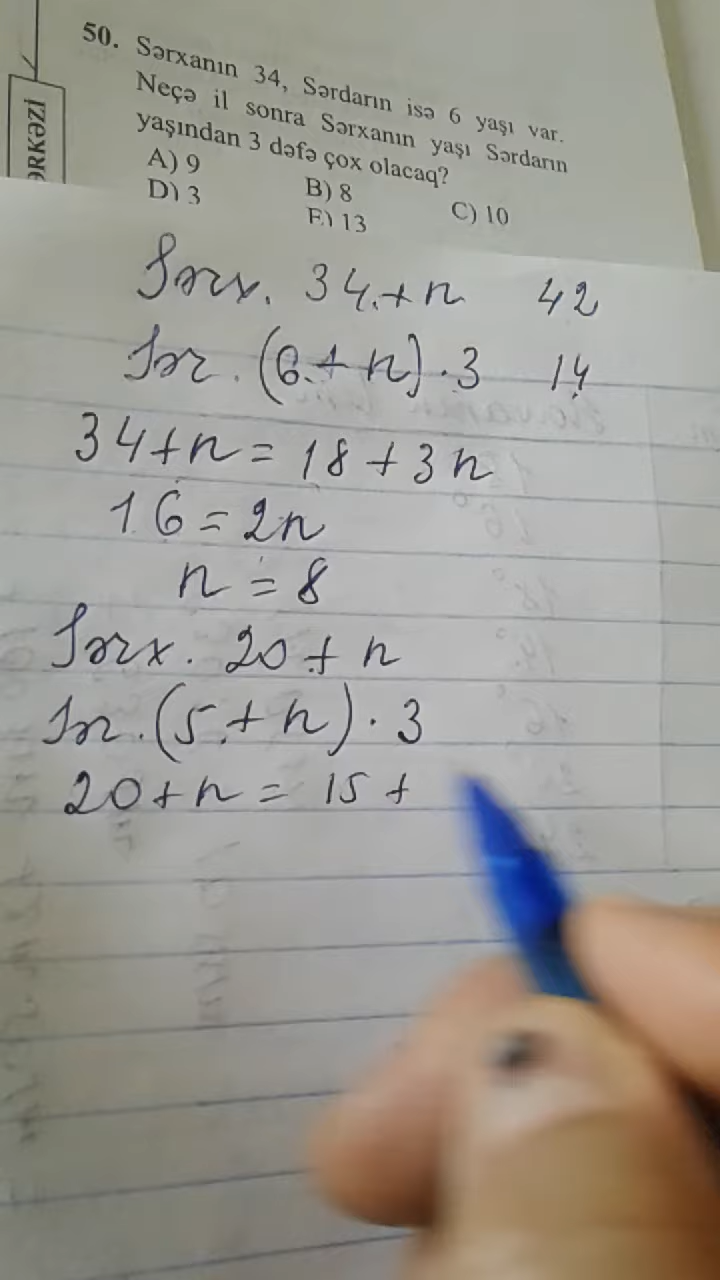 50. Sərxanın 34, Sərdarın isə 6 yaşı var.
Neçə il sonra Sərxanın yaşı Sərdarın
yaşından 3 dəfə çox olacaq?
A) 9
B) 8
C) 10
D) 3
E) 13
ƏRKƏZİ
Sərx. 34 + n 42
Sər. (6 + n) · 3 14
34 + n = 18 + 3n
16 = 2n
n = 8
Sərx. 20 + n
Sər. (5 + n) · 3
20 + n = 15 +